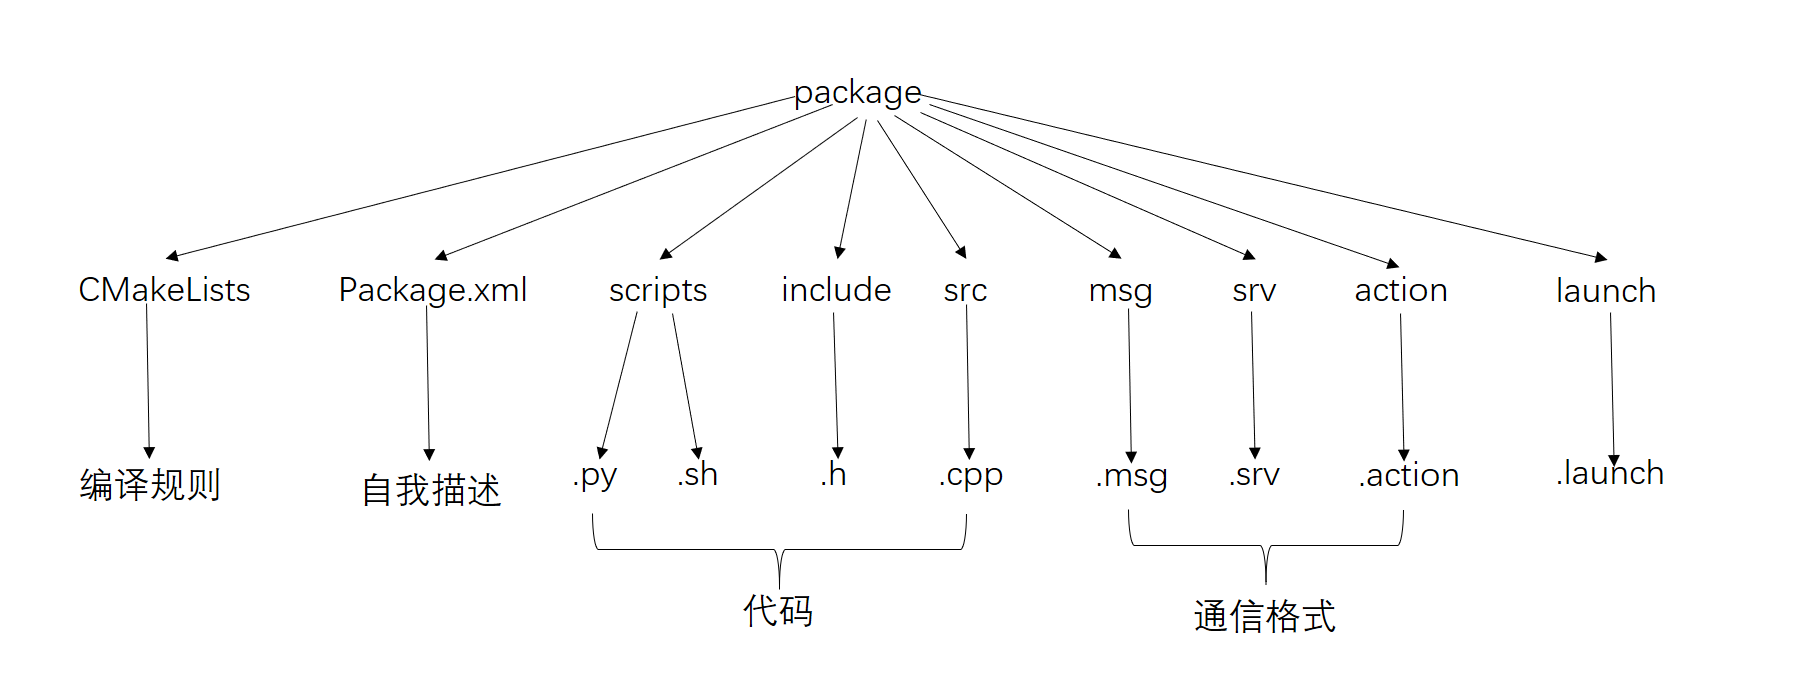 package
CMakeLists Package.xml scripts include src msg srv action launch
编译规则 自我描述 .py .sh .h .cpp .msg .srv .action .launch
代码 通信格式